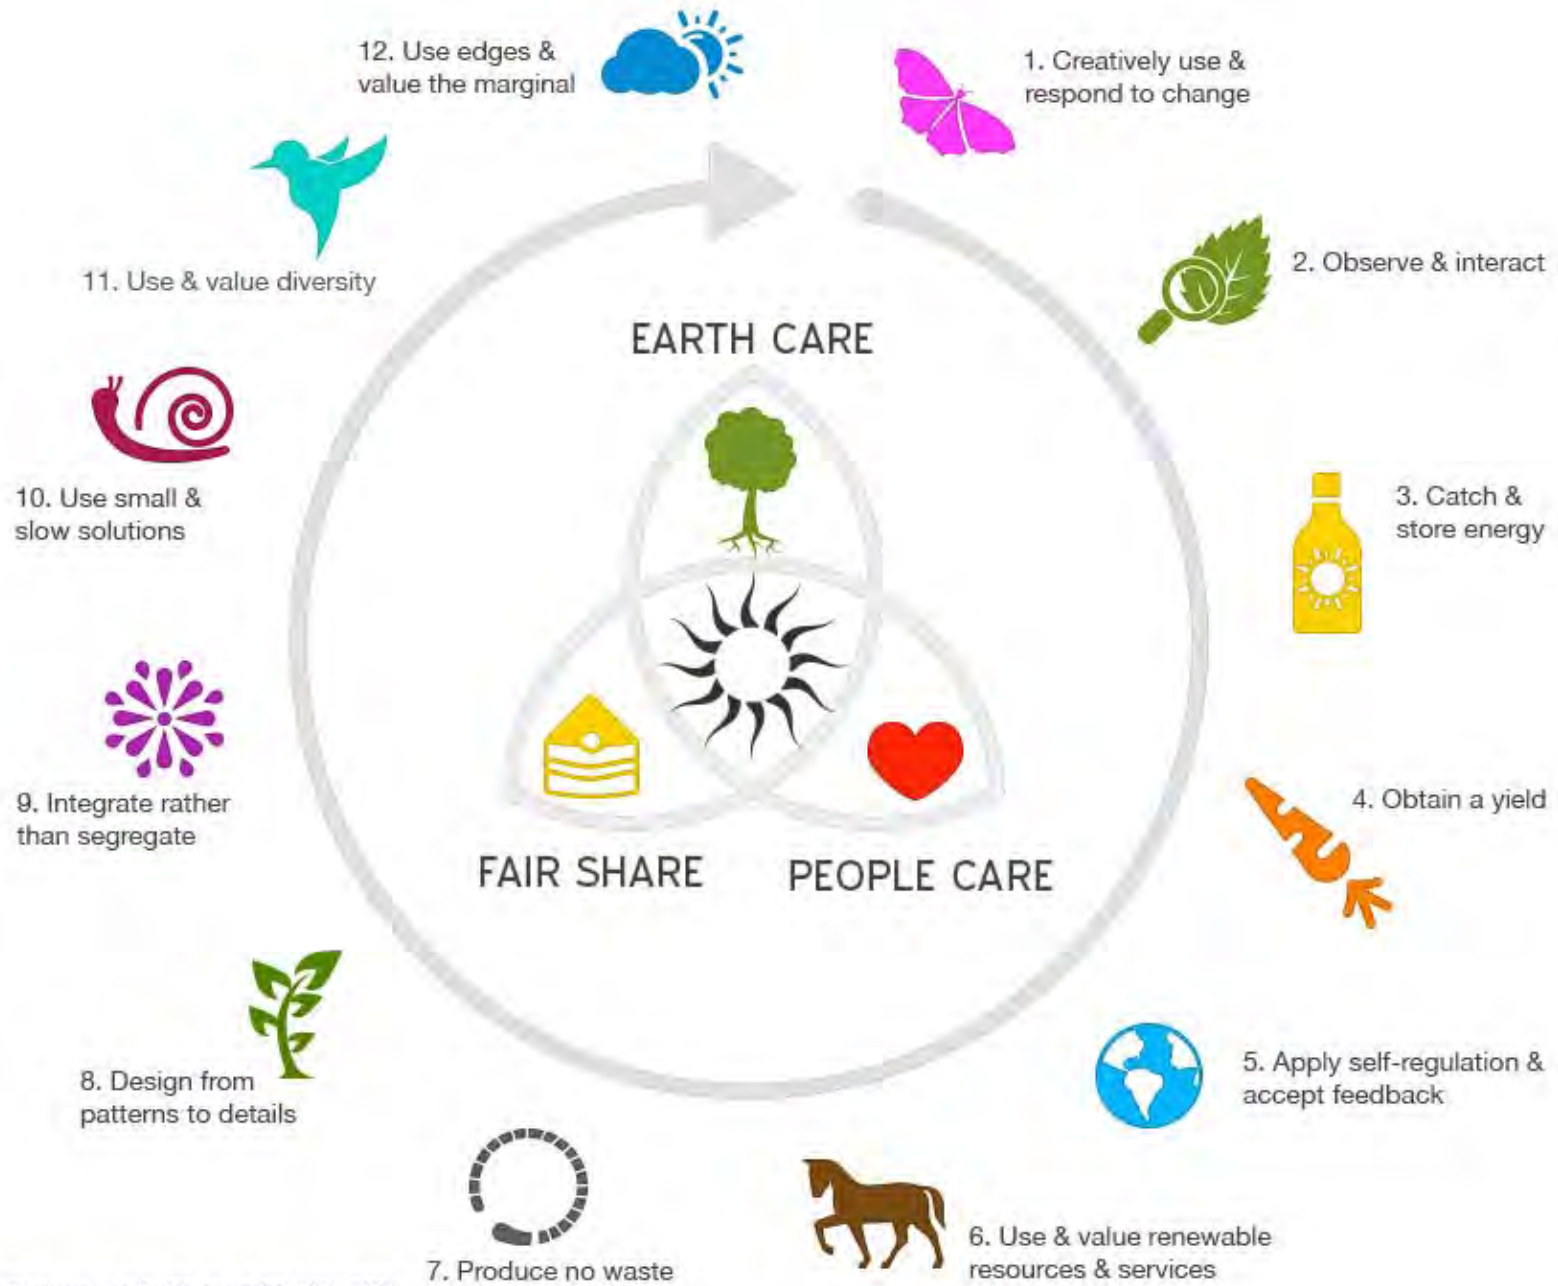 12. Use edges &
value the marginal
1. Creatively use &
respond to change
2. Observe & interact
11. Use & value diversity
EARTH CARE
10. Use small &
slow solutions
3. Catch &
store energy
9. Integrate rather
than segregate
4. Obtain a yield
FAIR SHARE
PEOPLE CARE
8. Design from
patterns to details
5. Apply self-regulation &
accept feedback
7. Produce no waste
6. Use & value renewable
resources & services